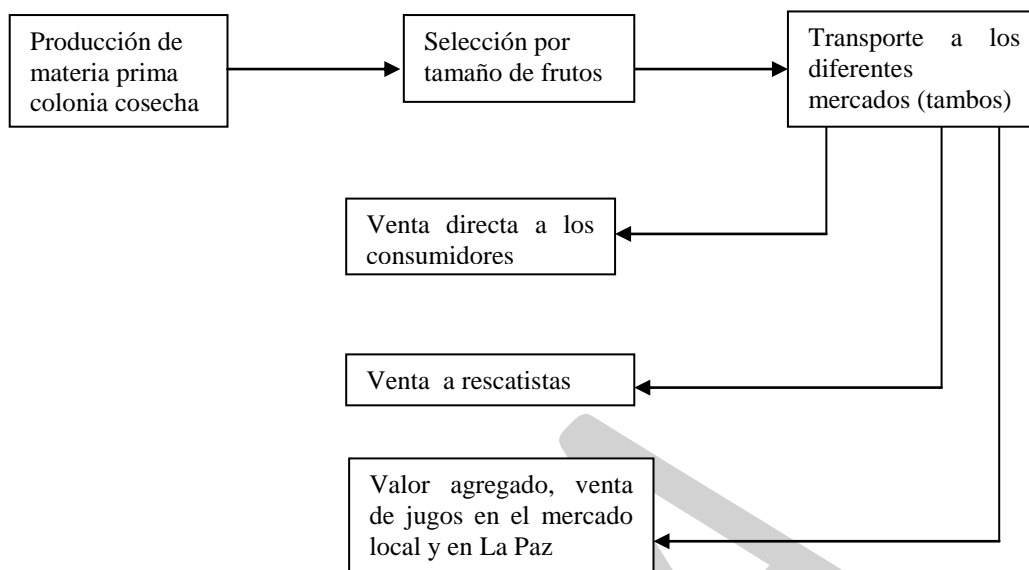 Producción de
materia prima
colonia cosecha
Selección por
tamaño de frutos
Transporte a los
diferentes
mercados (tambos)
Venta directa a los
consumidores
Venta a rescatistas
Valor agregado, venta
de jugos en el mercado
local y en La Paz